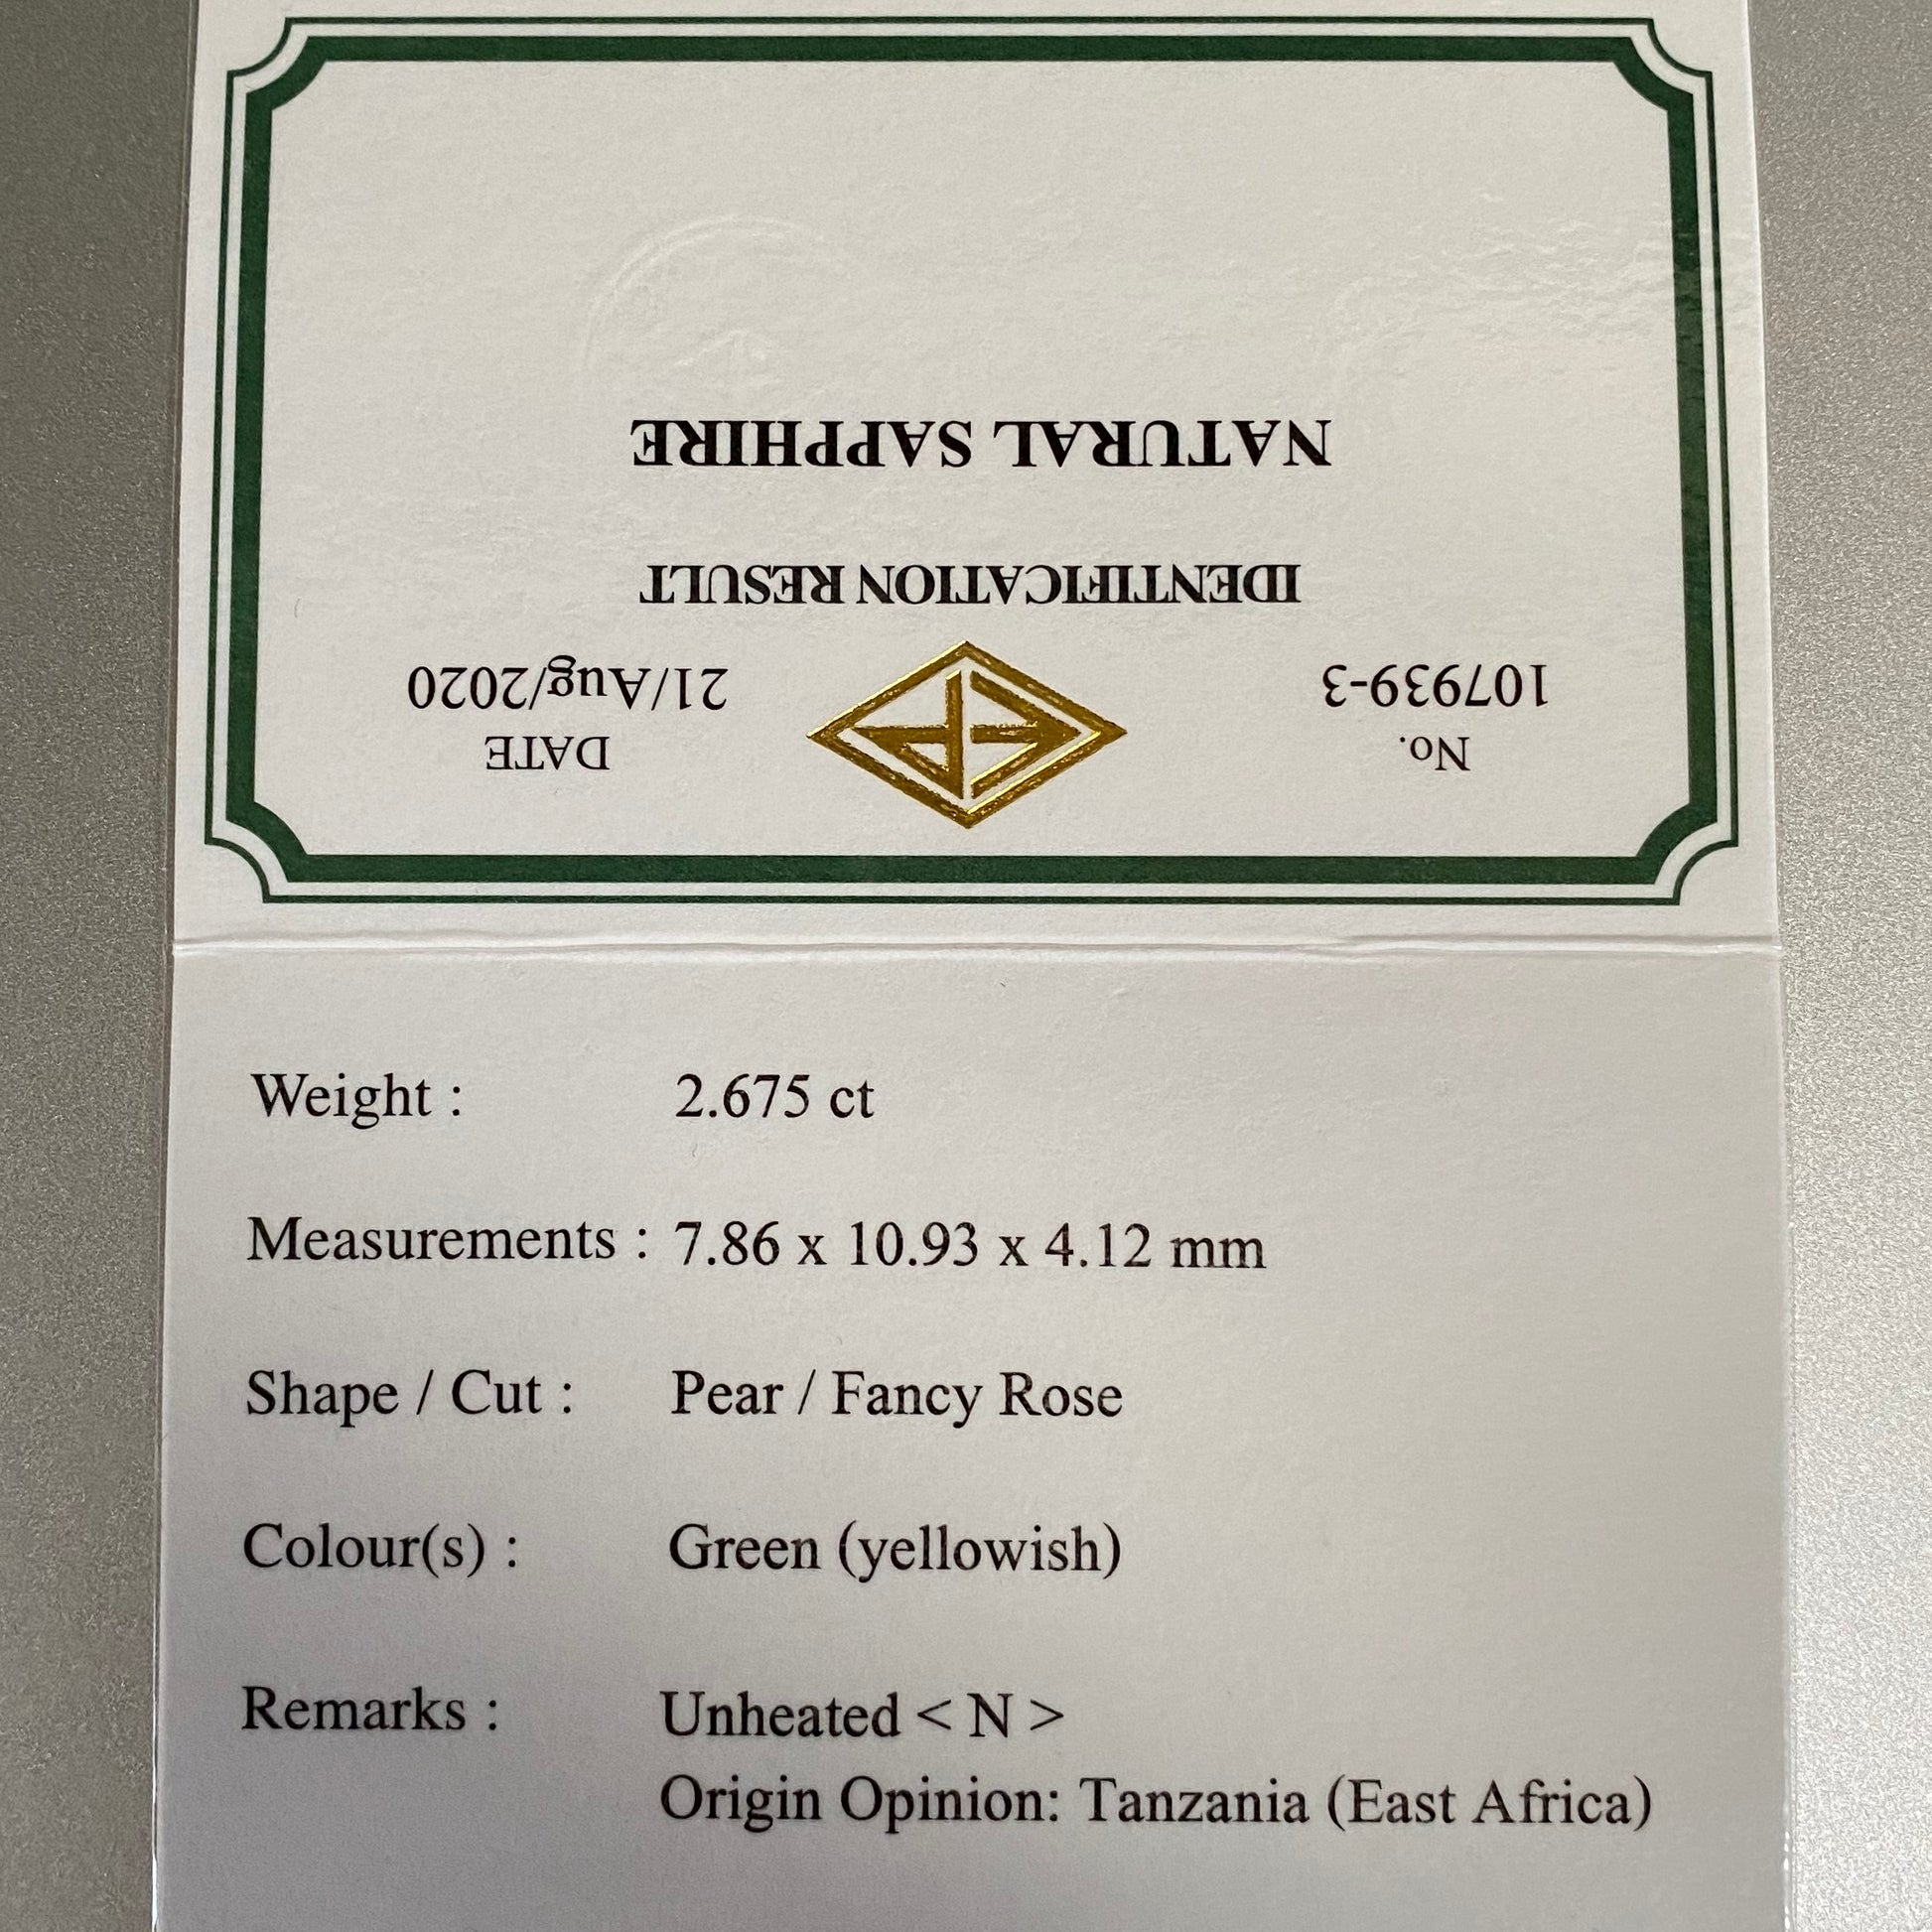 No.
107939-3
DATE
21/Aug/2020
IDENTIFICATION RESULT
NATURAL SAPPHIRE
Weight : 2.675 ct
Measurements : 7.86 x 10.93 x 4.12 mm
Shape / Cut : Pear / Fancy Rose
Colour(s) : Green (yellowish)
Remarks : Unheated < N >
Origin Opinion: Tanzania (East Africa)